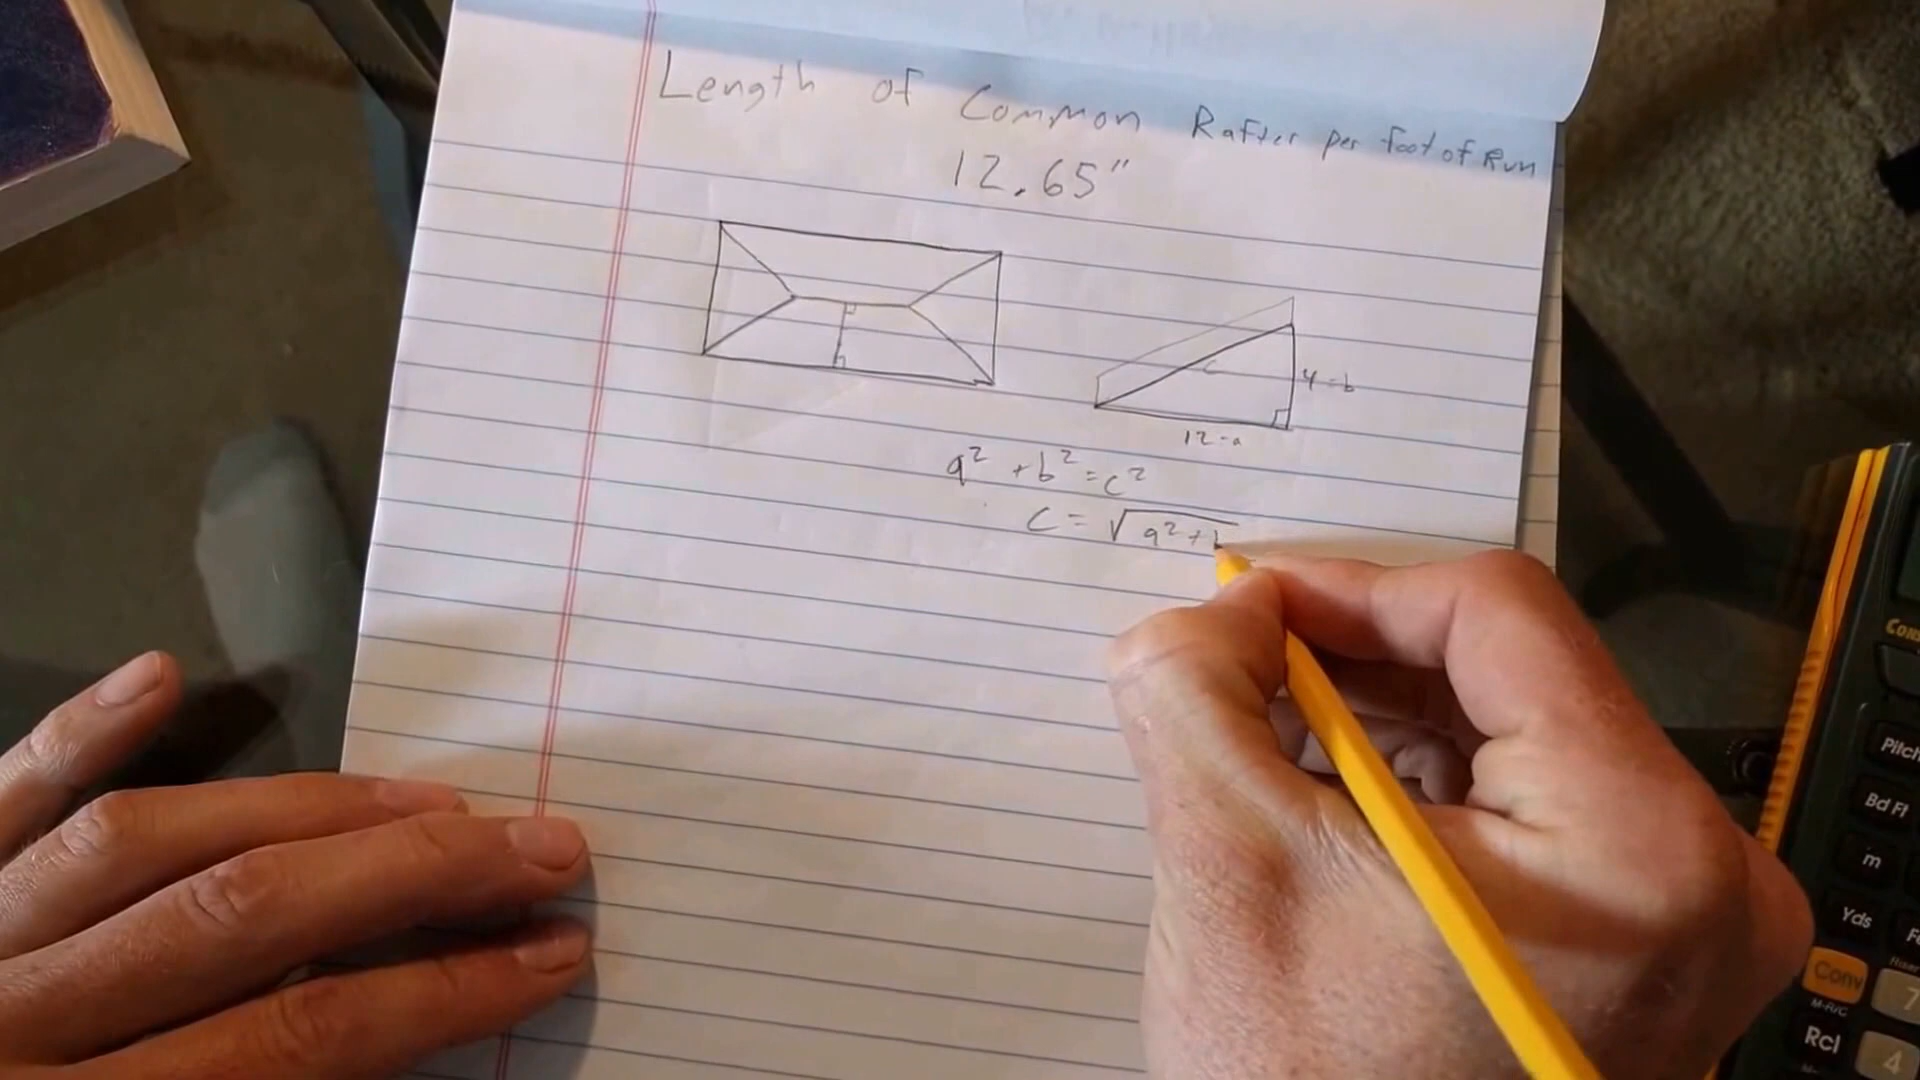 Length of Common Rafter per foot of Run
12.65"
c
4 = b
12 = a
a² + b² = c²
c = √a² + b
Pitch
Bd Ft
m
Yds
Conv
7
M-R/C
Rcl
4